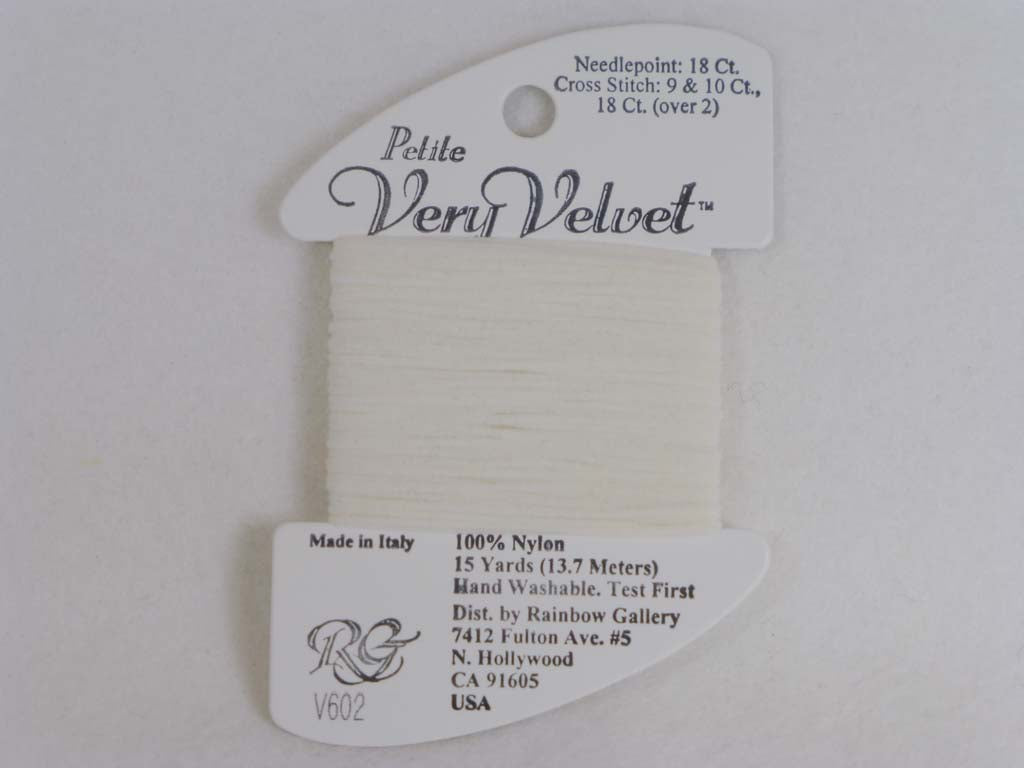 Needlepoint: 18 Ct.
Cross Stitch: 9 & 10 Ct.,
18 Ct. (over 2)
Petite
Very Velvet™
Made in Italy
100% Nylon
15 Yards (13.7 Meters)
Hand Washable. Test First
Dist. by Rainbow Gallery
7412 Fulton Ave. #5
N. Hollywood
CA 91605
USA
RG
V602